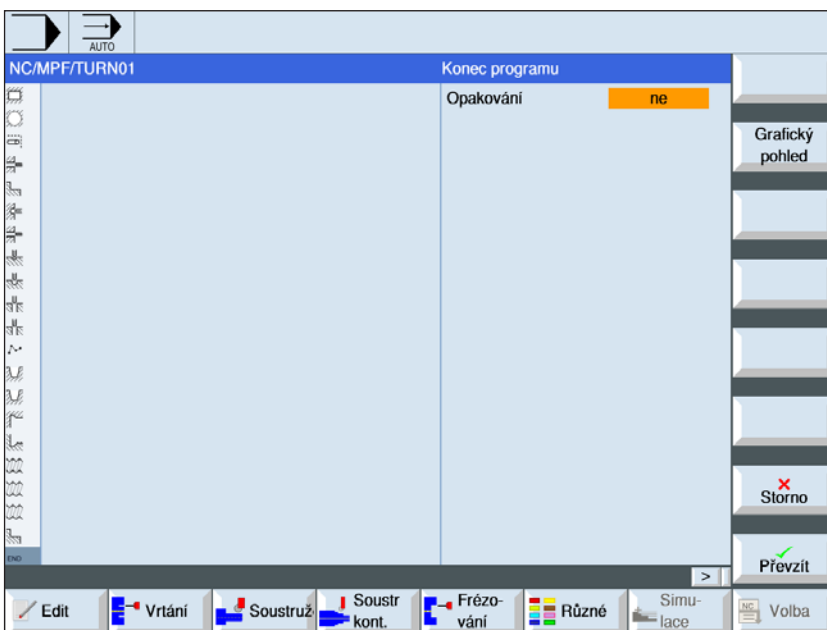 AUTO
NC/MPF/TURN01
Konec programu
Opakování ne
Grafický
pohled
END
Storno
Převzít
>
Edit
Vrtání
Soustruž
Soustr
kont.
Frézo-
vání
Různé
Simu-
lace
NC
Volba